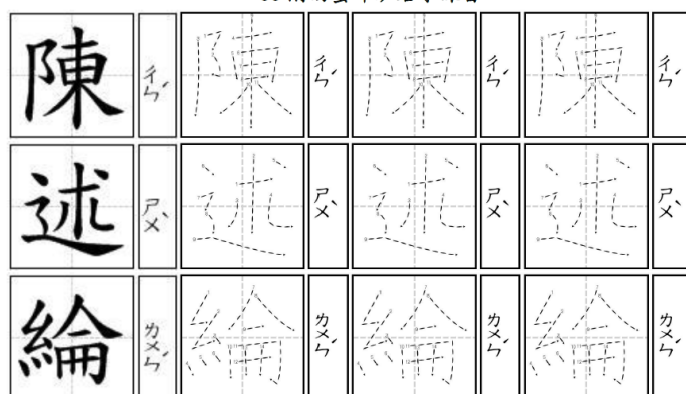 陳 ㄔㄣˊ 陳 ㄔㄣˊ 陳 ㄔㄣˊ 陳 ㄔㄣˊ
述 ㄕㄨˋ 述 ㄕㄨˋ 述 ㄕㄨˋ 述 ㄕㄨˋ
綸 ㄌㄨㄣˊ 綸 ㄌㄨㄣˊ 綸 ㄌㄨㄣˊ 綸 ㄌㄨㄣˊ